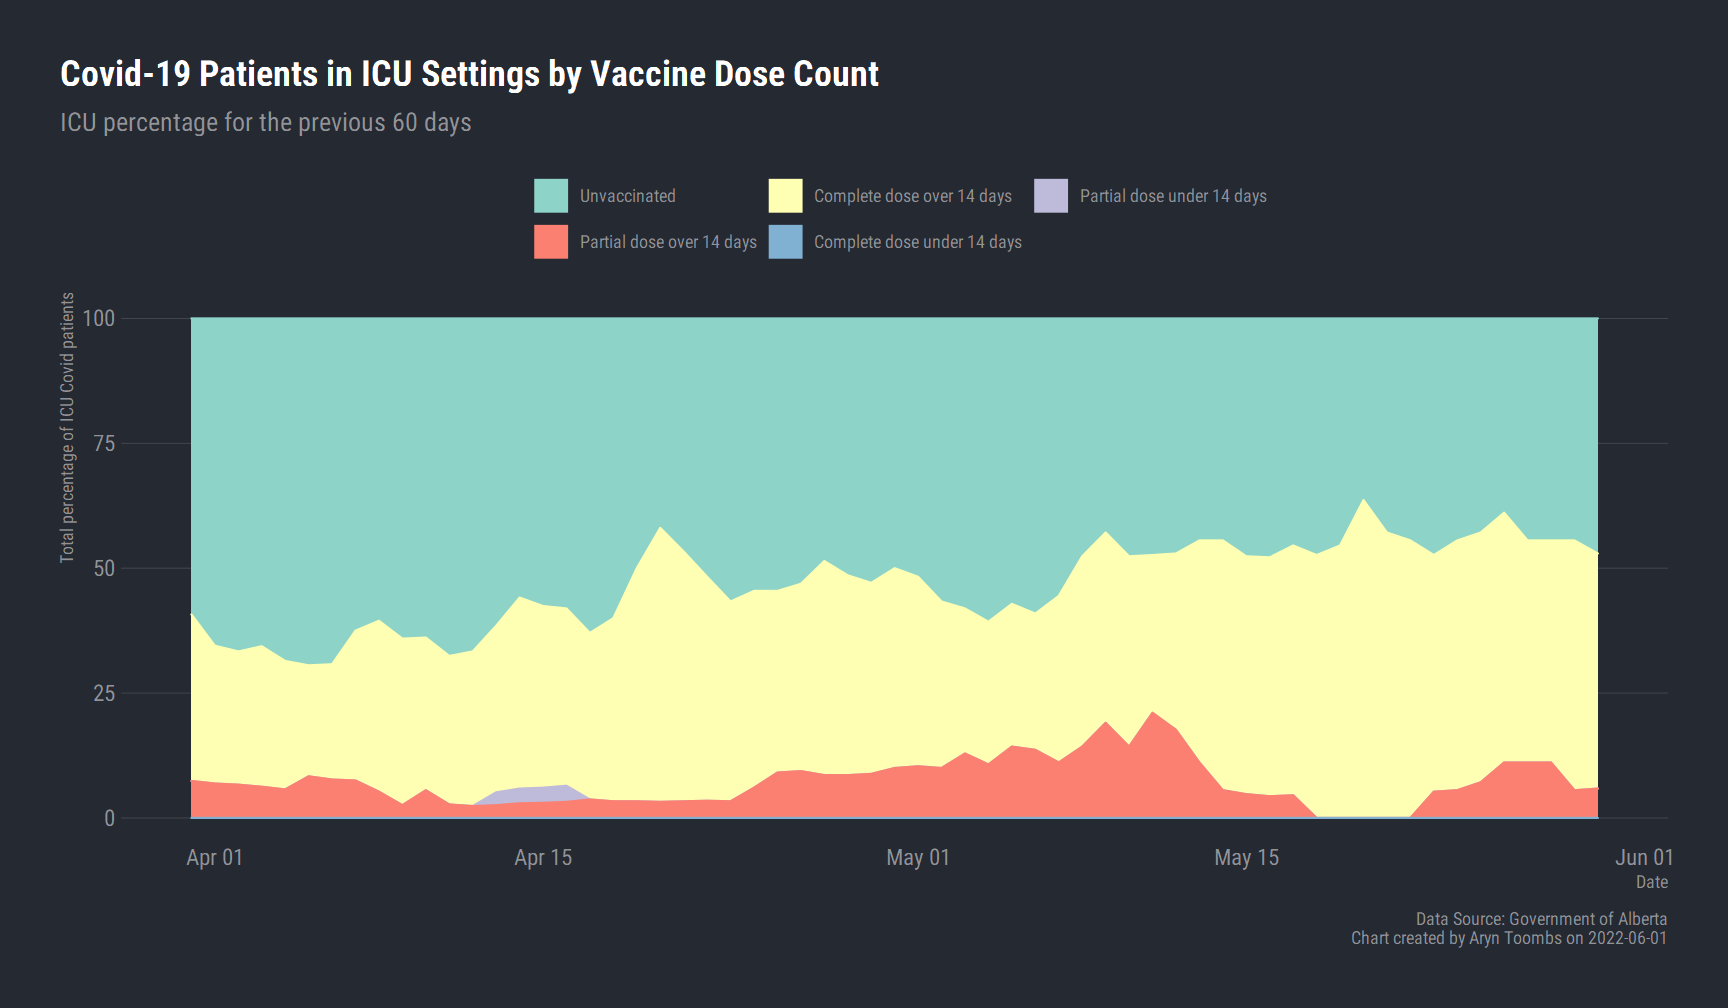 Covid-19 Patients in ICU Settings by Vaccine Dose Count
ICU percentage for the previous 60 days
Unvaccinated
Complete dose over 14 days
Partial dose under 14 days
Partial dose over 14 days
Complete dose under 14 days
Total percentage of ICU Covid patients
100
75
50
25
0
Apr 01
Apr 15
May 01
May 15
Jun 01
Date
Data Source: Government of Alberta
Chart created by Aryn Toombs on 2022-06-01